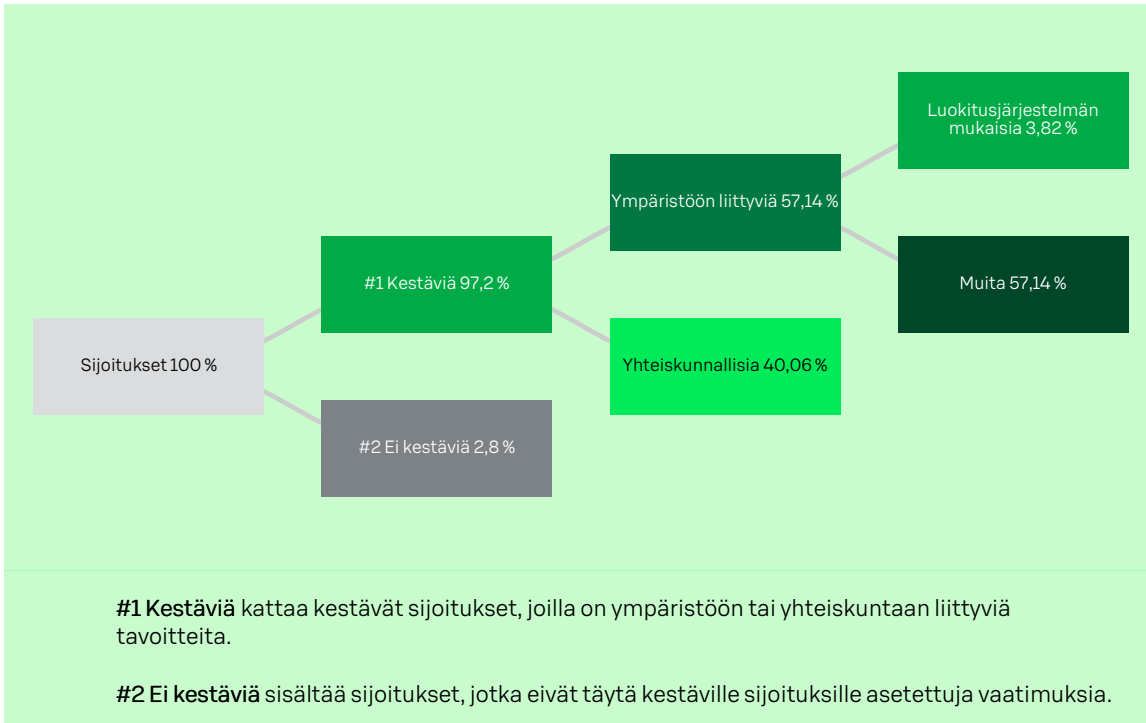 Luokitusjärjestelmän
mukaisia 3,82 %
Ympäristöön liittyviä 57,14 %
#1 Kestäviä 97,2 %
Muita 57,14 %
Sijoitukset 100 %
Yhteiskunnallisia 40,06 %
#2 Ei kestäviä 2,8 %
#1 Kestäviä kattaa kestävät sijoitukset, joilla on ympäristöön tai yhteiskuntaan liittyviä
tavoitteita.
#2 Ei kestäviä sisältää sijoitukset, jotka eivät täytä kestäville sijoituksille asetettuja vaatimuksia.